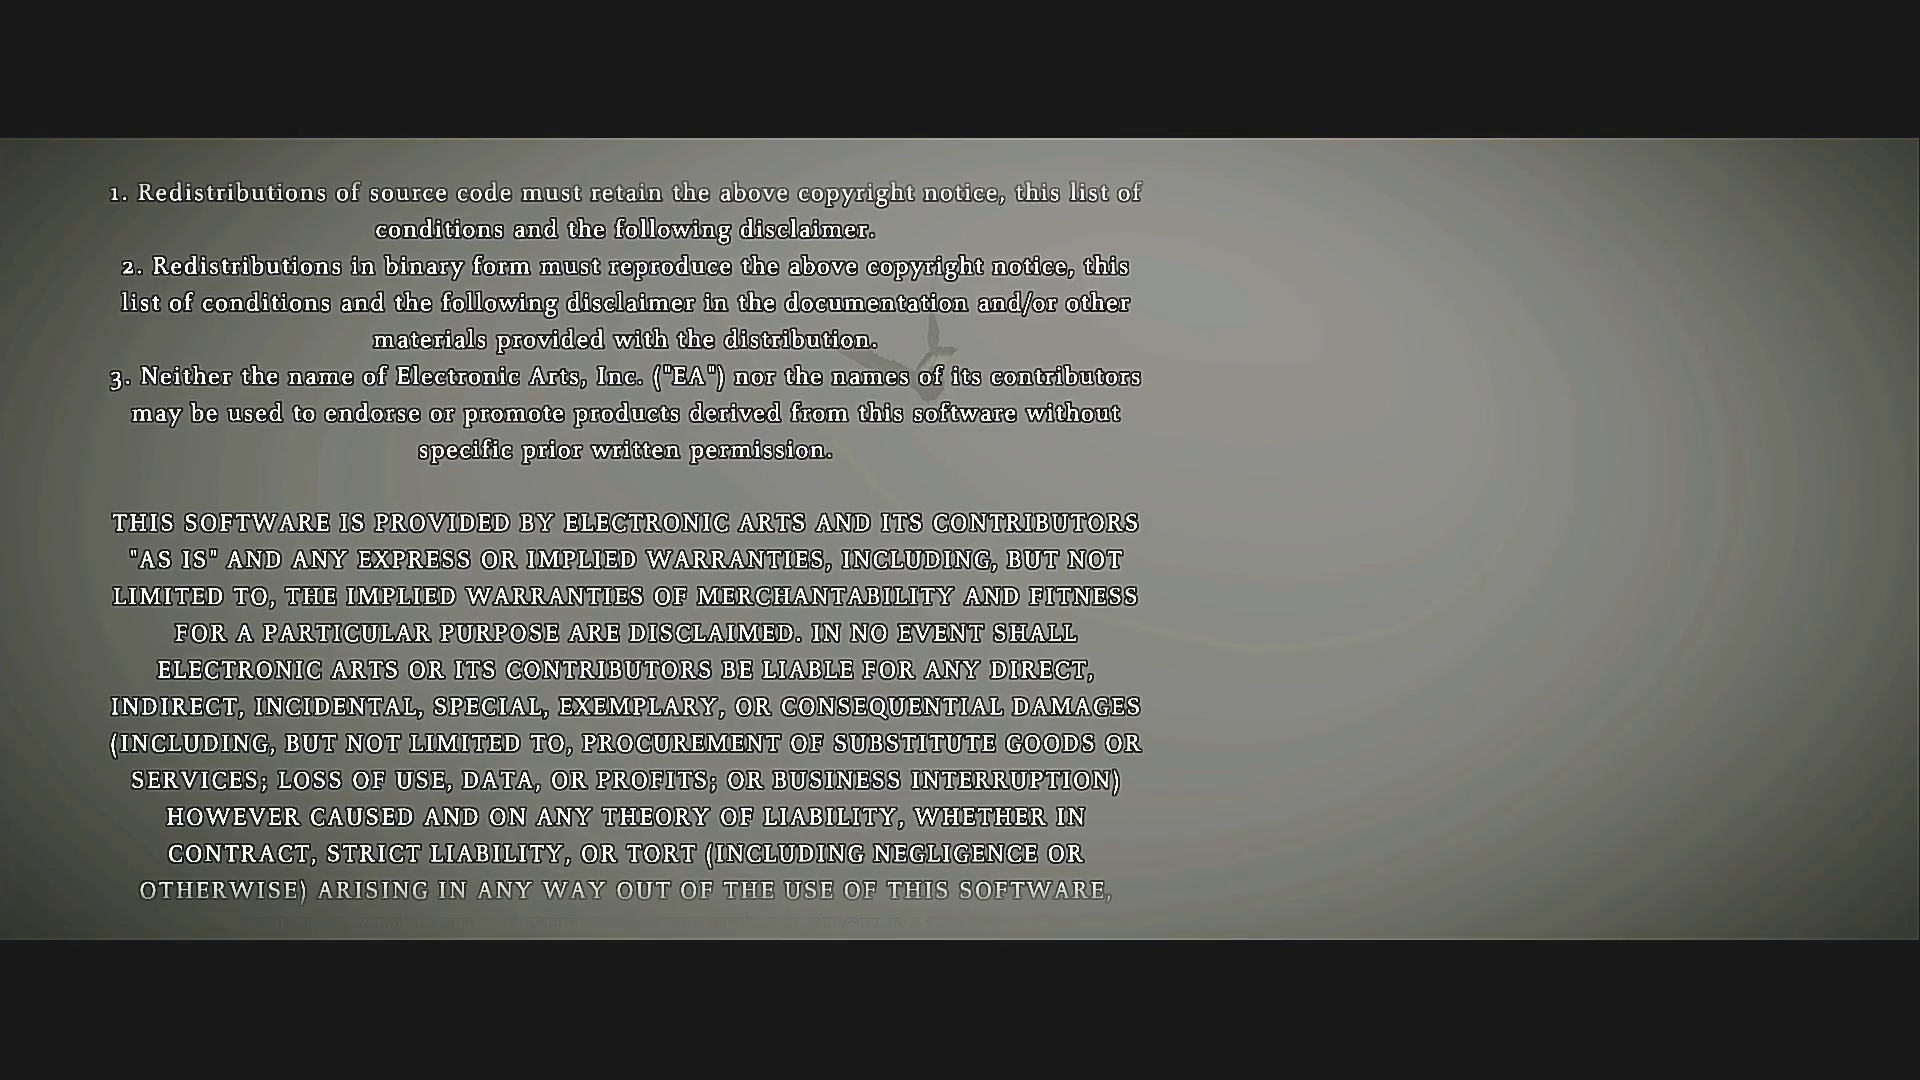 1. Redistributions of source code must retain the above copyright notice, this list of
conditions and the following disclaimer.
2. Redistributions in binary form must reproduce the above copyright notice, this
list of conditions and the following disclaimer in the documentation and/or other
materials provided with the distribution.
3. Neither the name of Electronic Arts, Inc. ("EA") nor the names of its contributors
may be used to endorse or promote products derived from this software without
specific prior written permission.
THIS SOFTWARE IS PROVIDED BY ELECTRONIC ARTS AND ITS CONTRIBUTORS
"AS IS" AND ANY EXPRESS OR IMPLIED WARRANTIES, INCLUDING, BUT NOT
LIMITED TO, THE IMPLIED WARRANTIES OF MERCHANTABILITY AND FITNESS
FOR A PARTICULAR PURPOSE ARE DISCLAIMED. IN NO EVENT SHALL
ELECTRONIC ARTS OR ITS CONTRIBUTORS BE LIABLE FOR ANY DIRECT,
INDIRECT, INCIDENTAL, SPECIAL, EXEMPLARY, OR CONSEQUENTIAL DAMAGES
(INCLUDING, BUT NOT LIMITED TO, PROCUREMENT OF SUBSTITUTE GOODS OR
SERVICES; LOSS OF USE, DATA, OR PROFITS; OR BUSINESS INTERRUPTION)
HOWEVER CAUSED AND ON ANY THEORY OF LIABILITY, WHETHER IN
CONTRACT, STRICT LIABILITY, OR TORT (INCLUDING NEGLIGENCE OR
OTHERWISE) ARISING IN ANY WAY OUT OF THE USE OF THIS SOFTWARE,